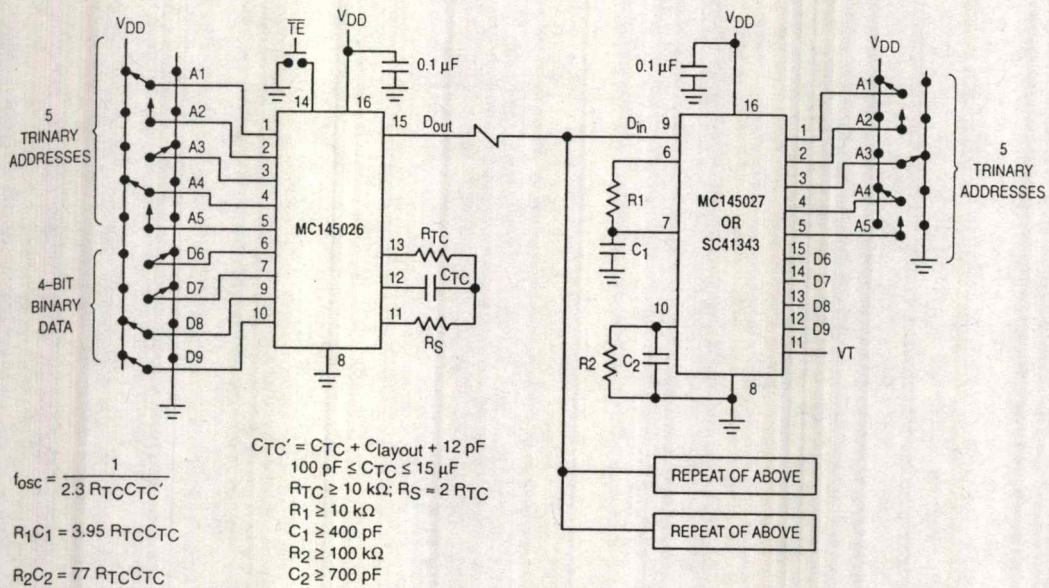 VDD
TE
VDD
0.1 µF
5
TRINARY
ADDRESSES
A1
A2
A3
A4
A5
4–BIT
BINARY
DATA
D6
D7
D8
D9
1
2
3
4
5
6
7
9
10
14
16
MC145026
15
Dout
13
RTC
12
CTC
11
RS
8
VDD
0.1 µF
16
Din
9
6
R1
7
C1
10
R2
C2
8
MC145027
OR
SC41343
1
2
3
4
5
15
D6
14
D7
13
D8
12
D9
11
VT
VDD
A1
A2
A3
A4
A5
5
TRINARY
ADDRESSES
REPEAT OF ABOVE
REPEAT OF ABOVE
fosc = 1 / 2.3 RTCCTC′
R1C1 = 3.95 RTCCTC
R2C2 = 77 RTCCTC
CTC′ = CTC + Clayout + 12 pF
100 pF ≤ CTC ≤ 15 µF
RTC ≥ 10 kΩ; RS ≈ 2 RTC
R1 ≥ 10 kΩ
C1 ≥ 400 pF
R2 ≥ 100 kΩ
C2 ≥ 700 pF